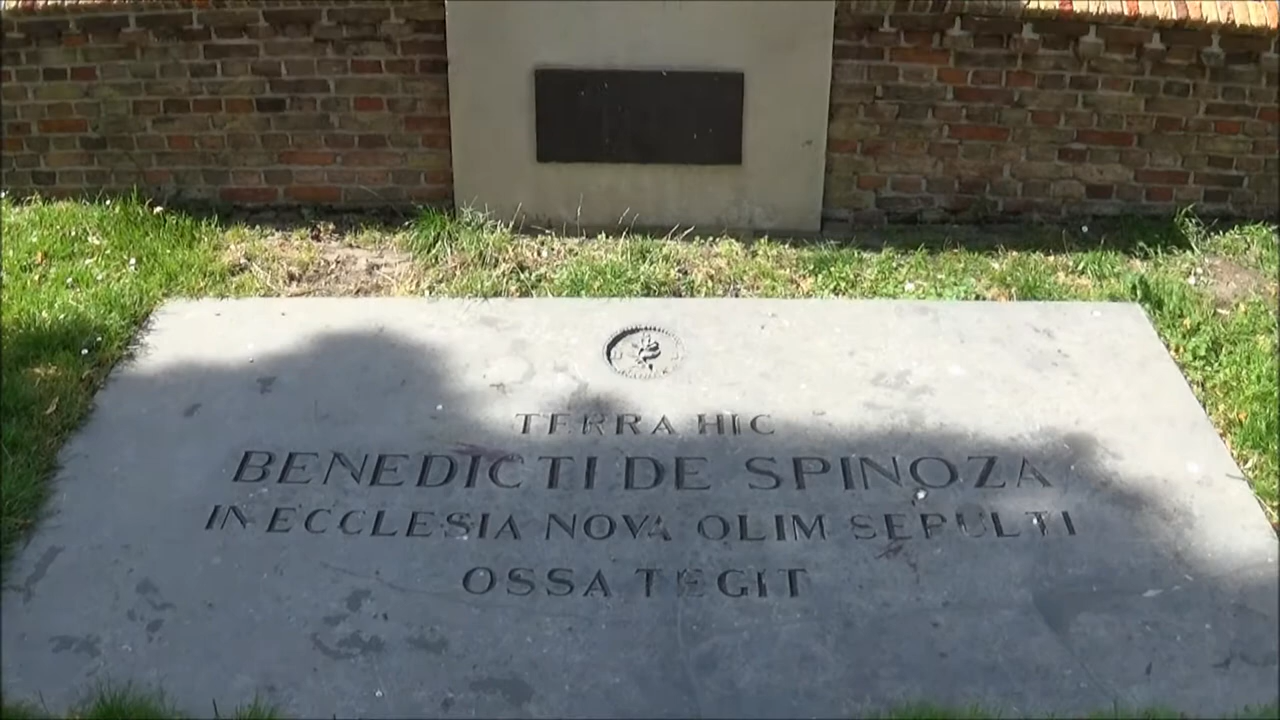 TERRA HIC
BENEDICTI DE SPINOZA
IN ECCLESIA NOVA OLIM SEPULTI
OSSA TEGIT